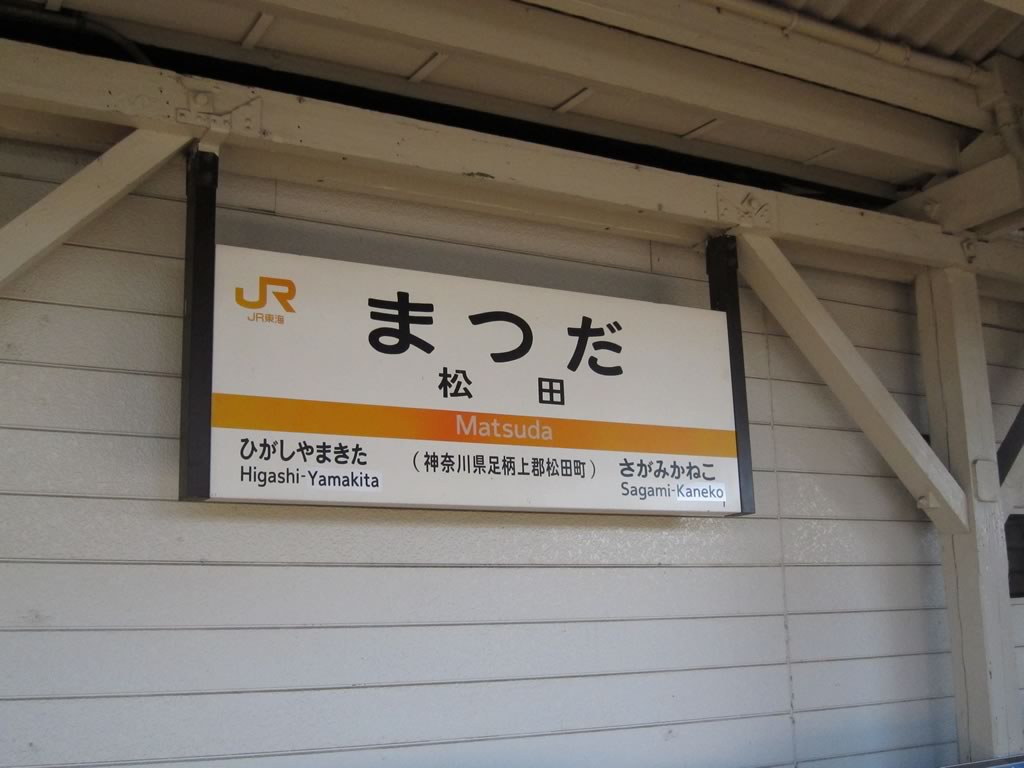 JR
JR東海
まつだ
松田
Matsuda
ひがしやまきた
Higashi-Yamakita
(神奈川県足柄上郡松田町)
さがみかねこ
Sagami-Kaneko